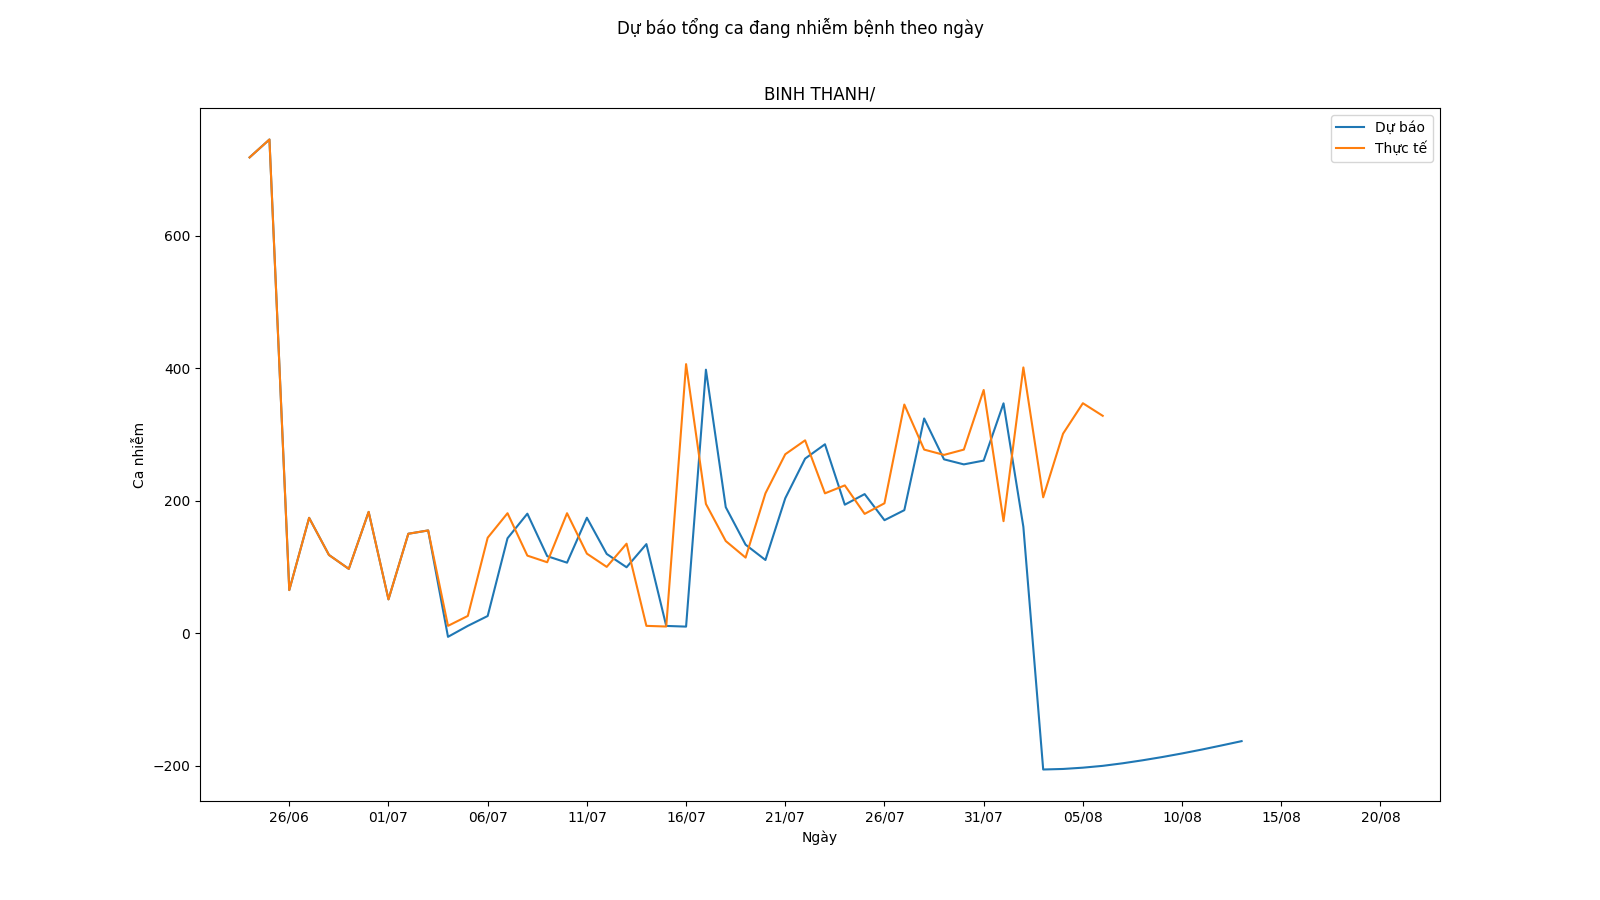 Dự báo tổng ca đang nhiễm bệnh theo ngày
BINH THANH/
Dự báo
Thực tế
600
400
200
0
−200
Ca nhiễm
26/06 01/07 06/07 11/07 16/07 21/07 26/07 31/07 05/08 10/08 15/08 20/08
Ngày